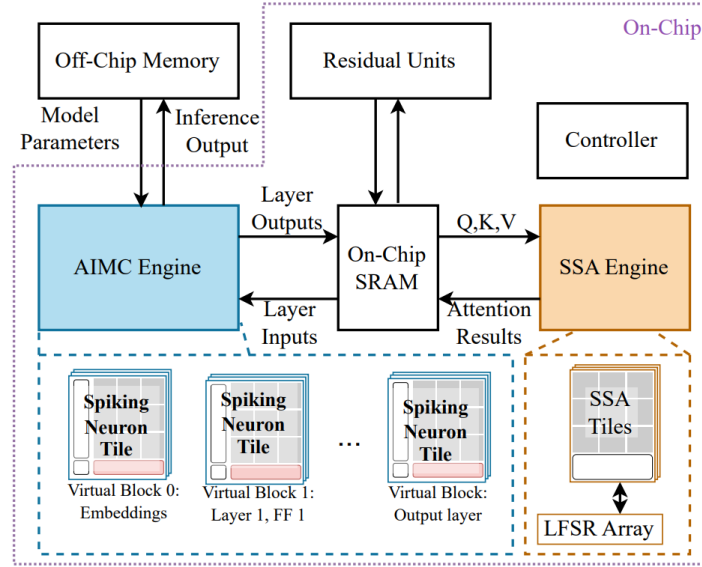 On-Chip
Off-Chip Memory
Residual Units
Model
Parameters
Inference
Output
Controller
AIMC Engine
Layer
Outputs
Layer
Inputs
On-Chip
SRAM
Q,K,V
Attention
Results
SSA Engine
Spiking
Neuron
Tile
Spiking
Neuron
Tile
...
Spiking
Neuron
Tile
Virtual Block 0:
Embeddings
Virtual Block 1:
Layer 1, FF 1
Virtual Block:
Output layer
SSA
Tiles
LFSR Array